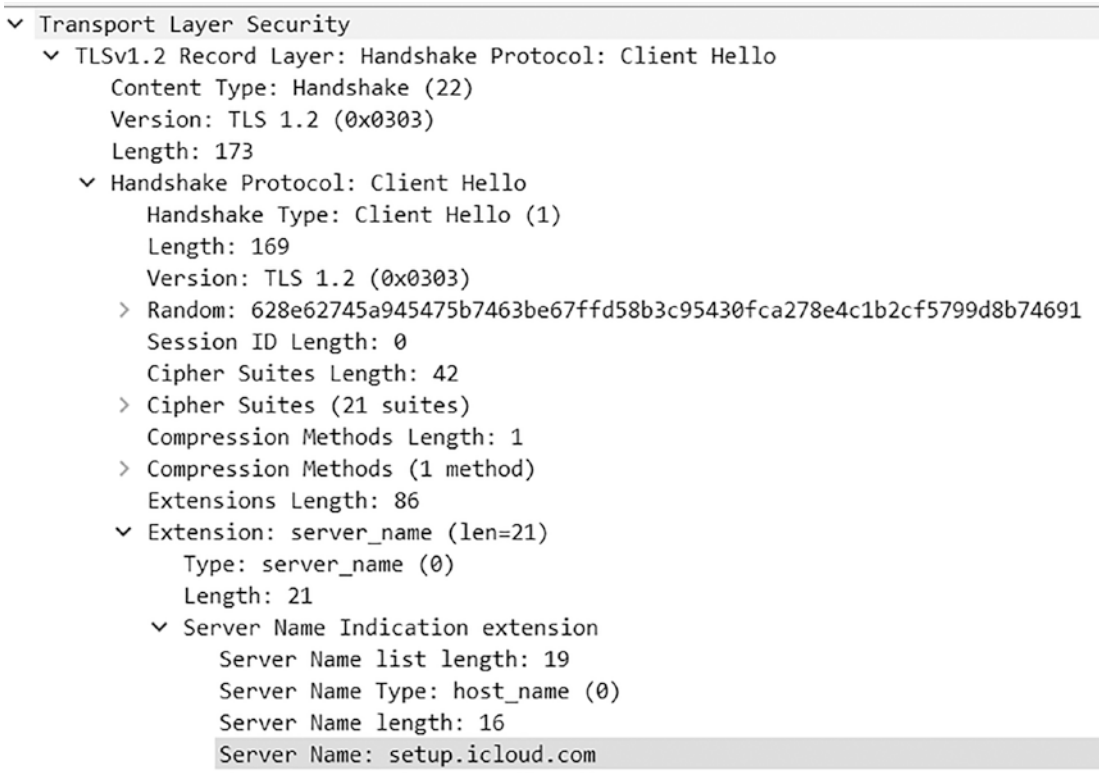 Transport Layer Security
TLSv1.2 Record Layer: Handshake Protocol: Client Hello
Content Type: Handshake (22)
Version: TLS 1.2 (0x0303)
Length: 173
Handshake Protocol: Client Hello
Handshake Type: Client Hello (1)
Length: 169
Version: TLS 1.2 (0x0303)
Random: 628e62745a945475b7463be67ffd58b3c95430fca278e4c1b2cf5799d8b74691
Session ID Length: 0
Cipher Suites Length: 42
Cipher Suites (21 suites)
Compression Methods Length: 1
Compression Methods (1 method)
Extensions Length: 86
Extension: server_name (len=21)
Type: server_name (0)
Length: 21
Server Name Indication extension
Server Name list length: 19
Server Name Type: host_name (0)
Server Name length: 16
Server Name: setup.icloud.com